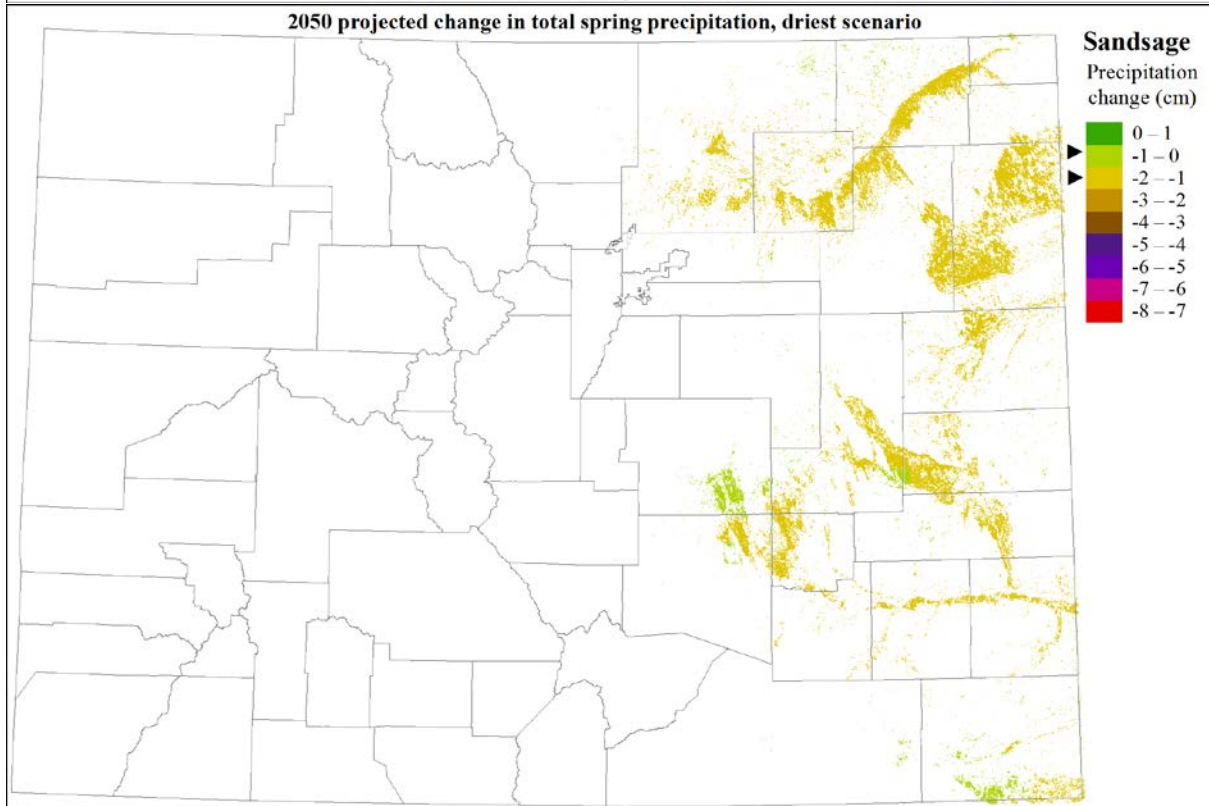 2050 projected change in total spring precipitation, driest scenario
Sandsage
Precipitation
change (cm)
0 – 1
-1 – 0
-2 – -1
-3 – -2
-4 – -3
-5 – -4
-6 – -5
-7 – -6
-8 – -7